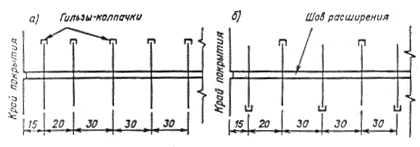 а) Гильзы-колпачки
Край покрытия
15 20 30 30 30
б) Шов расширения
Край покрытия
15 20 30 30 30